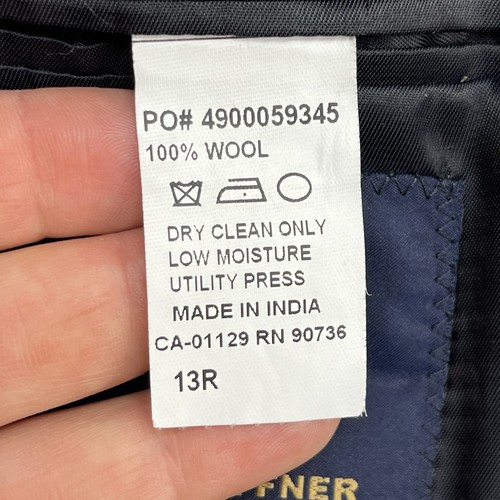 PO# 4900059345
100% WOOL
DRY CLEAN ONLY
LOW MOISTURE
UTILITY PRESS
MADE IN INDIA
CA-01129 RN 90736
13R